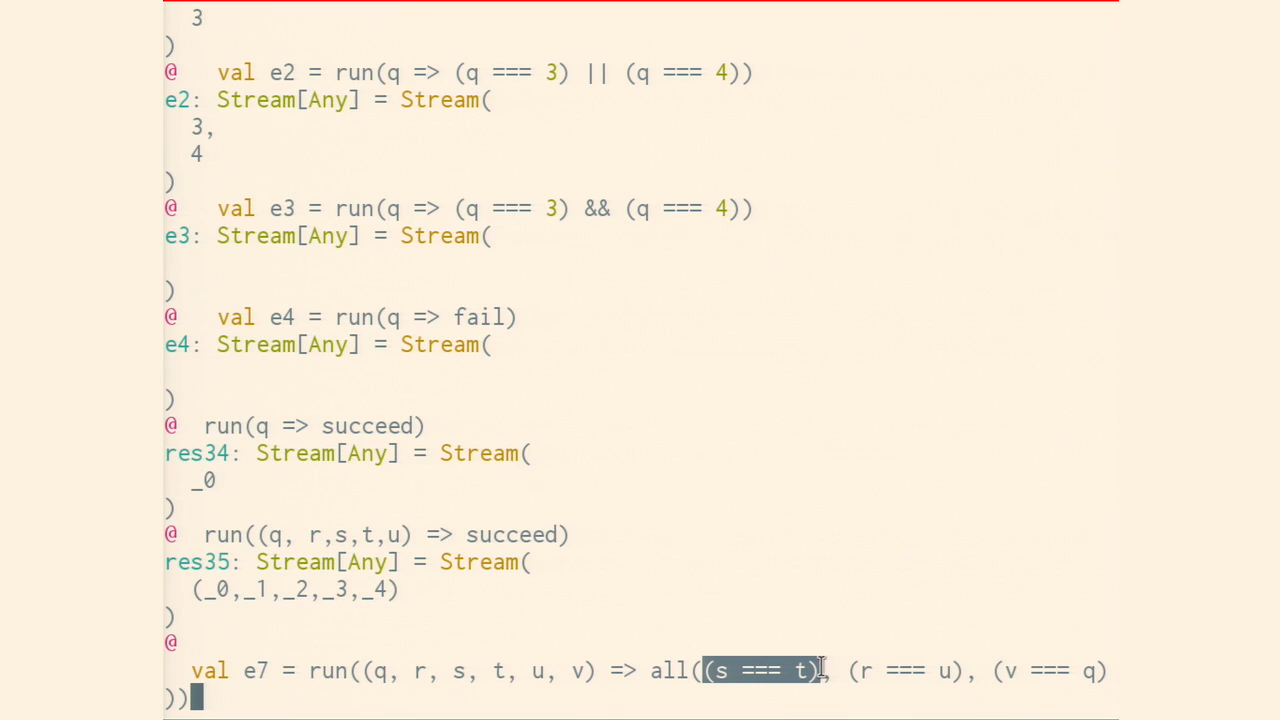 3
)
@   val e2 = run(q => (q === 3) || (q === 4))
e2: Stream[Any] = Stream(
  3,
  4
)
@   val e3 = run(q => (q === 3) && (q === 4))
e3: Stream[Any] = Stream(

)
@   val e4 = run(q => fail)
e4: Stream[Any] = Stream(

)
@  run(q => succeed)
res34: Stream[Any] = Stream(
  _0
)
@  run((q, r,s,t,u) => succeed)
res35: Stream[Any] = Stream(
  (_0,_1,_2,_3,_4)
)
@
  val e7 = run((q, r, s, t, u, v) => all((s === t), (r === u), (v === q)
))